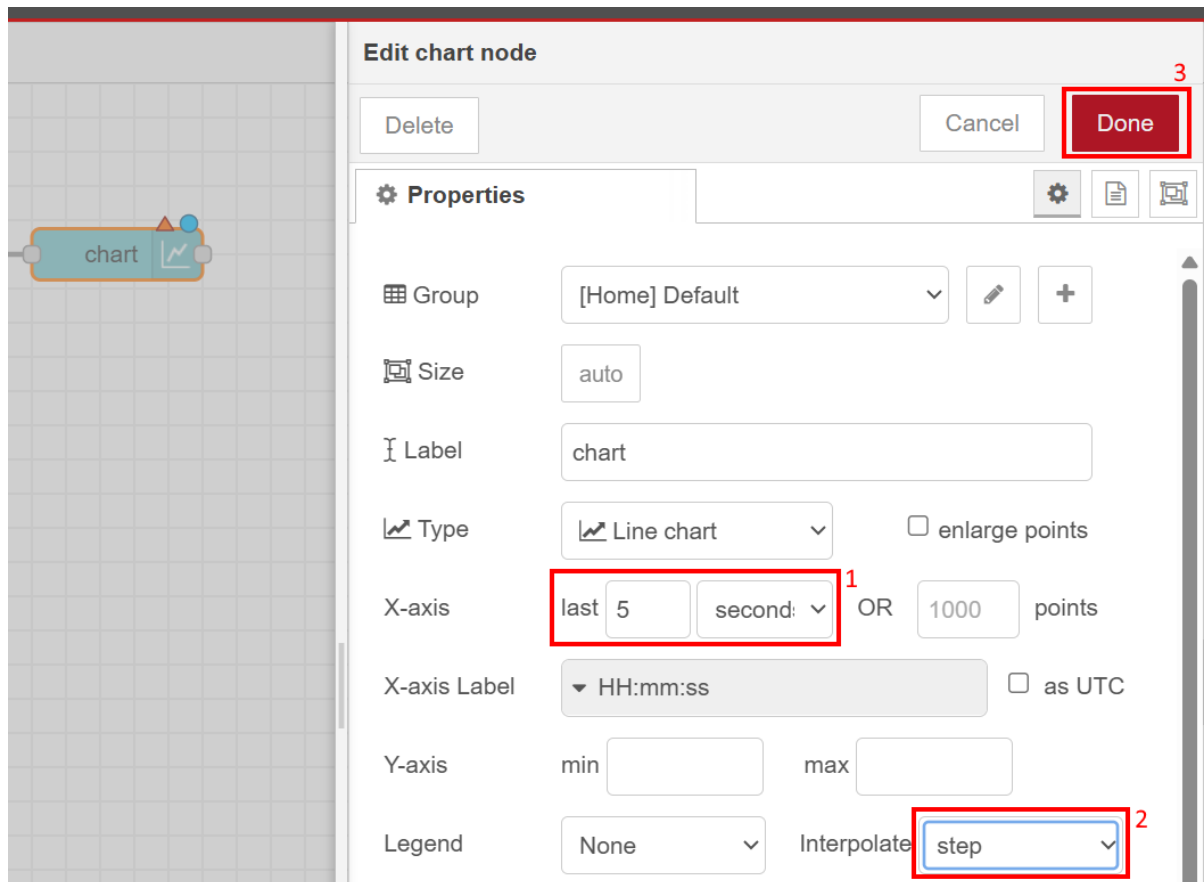 Edit chart node
3
Delete
Cancel
Done
Properties
chart
Group
[Home] Default
Size
auto
Label
chart
Type
Line chart
enlarge points
1
X-axis
last 5
OR
1000
points
X-axis Label
HH:mm:ss
as UTC
Y-axis
min
max
2
Legend
None
Interpolate
step